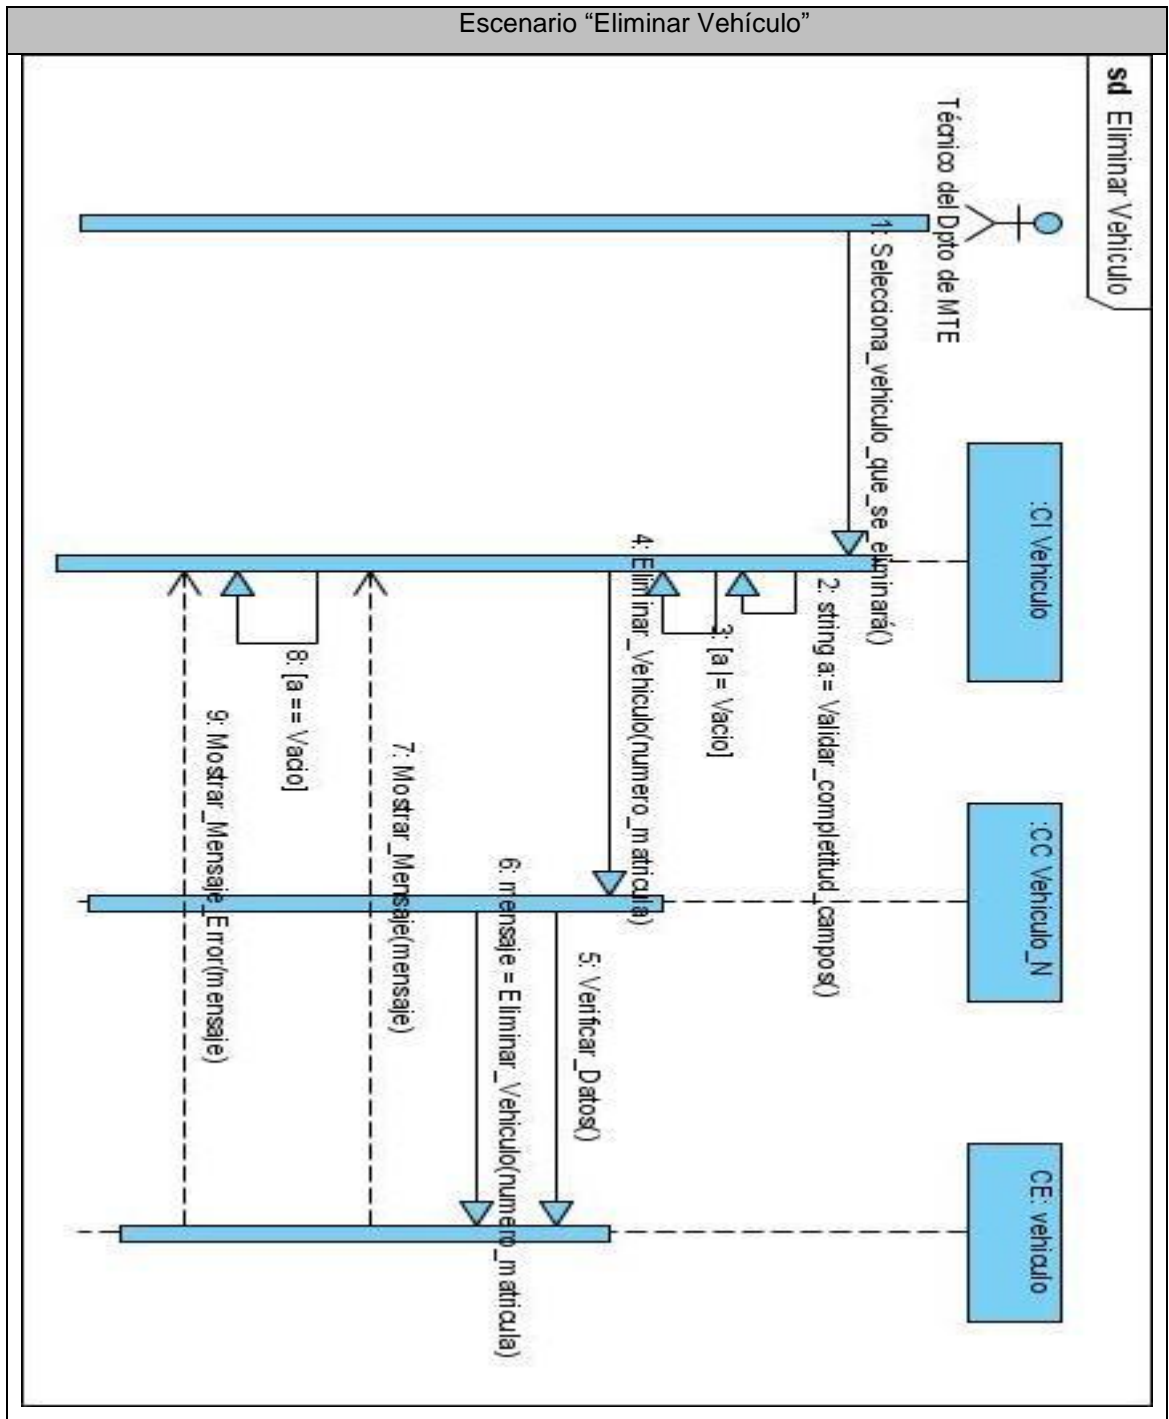 Escenario “Eliminar Vehículo”
sd Eliminar Vehiculo
Técnico del Dpto de MTE
:CI Vehiculo
:CC Vehiculo_N
CE: vehiculo
1: Selecciona_vehiculo_que_se_eliminará()
2: string a:= Validar_completitud_campos()
3: [a |= Vacio]
4: Eliminar_Vehiculo(numero_matricula)
5: Verificar_Datos()
6: mensaje = Eliminar_Vehiculo(numero_matricula)
7: Mostrar_Mensaje(mensaje)
8: [a == Vacio]
9: Mostrar_Mensaje_Error(mensaje)